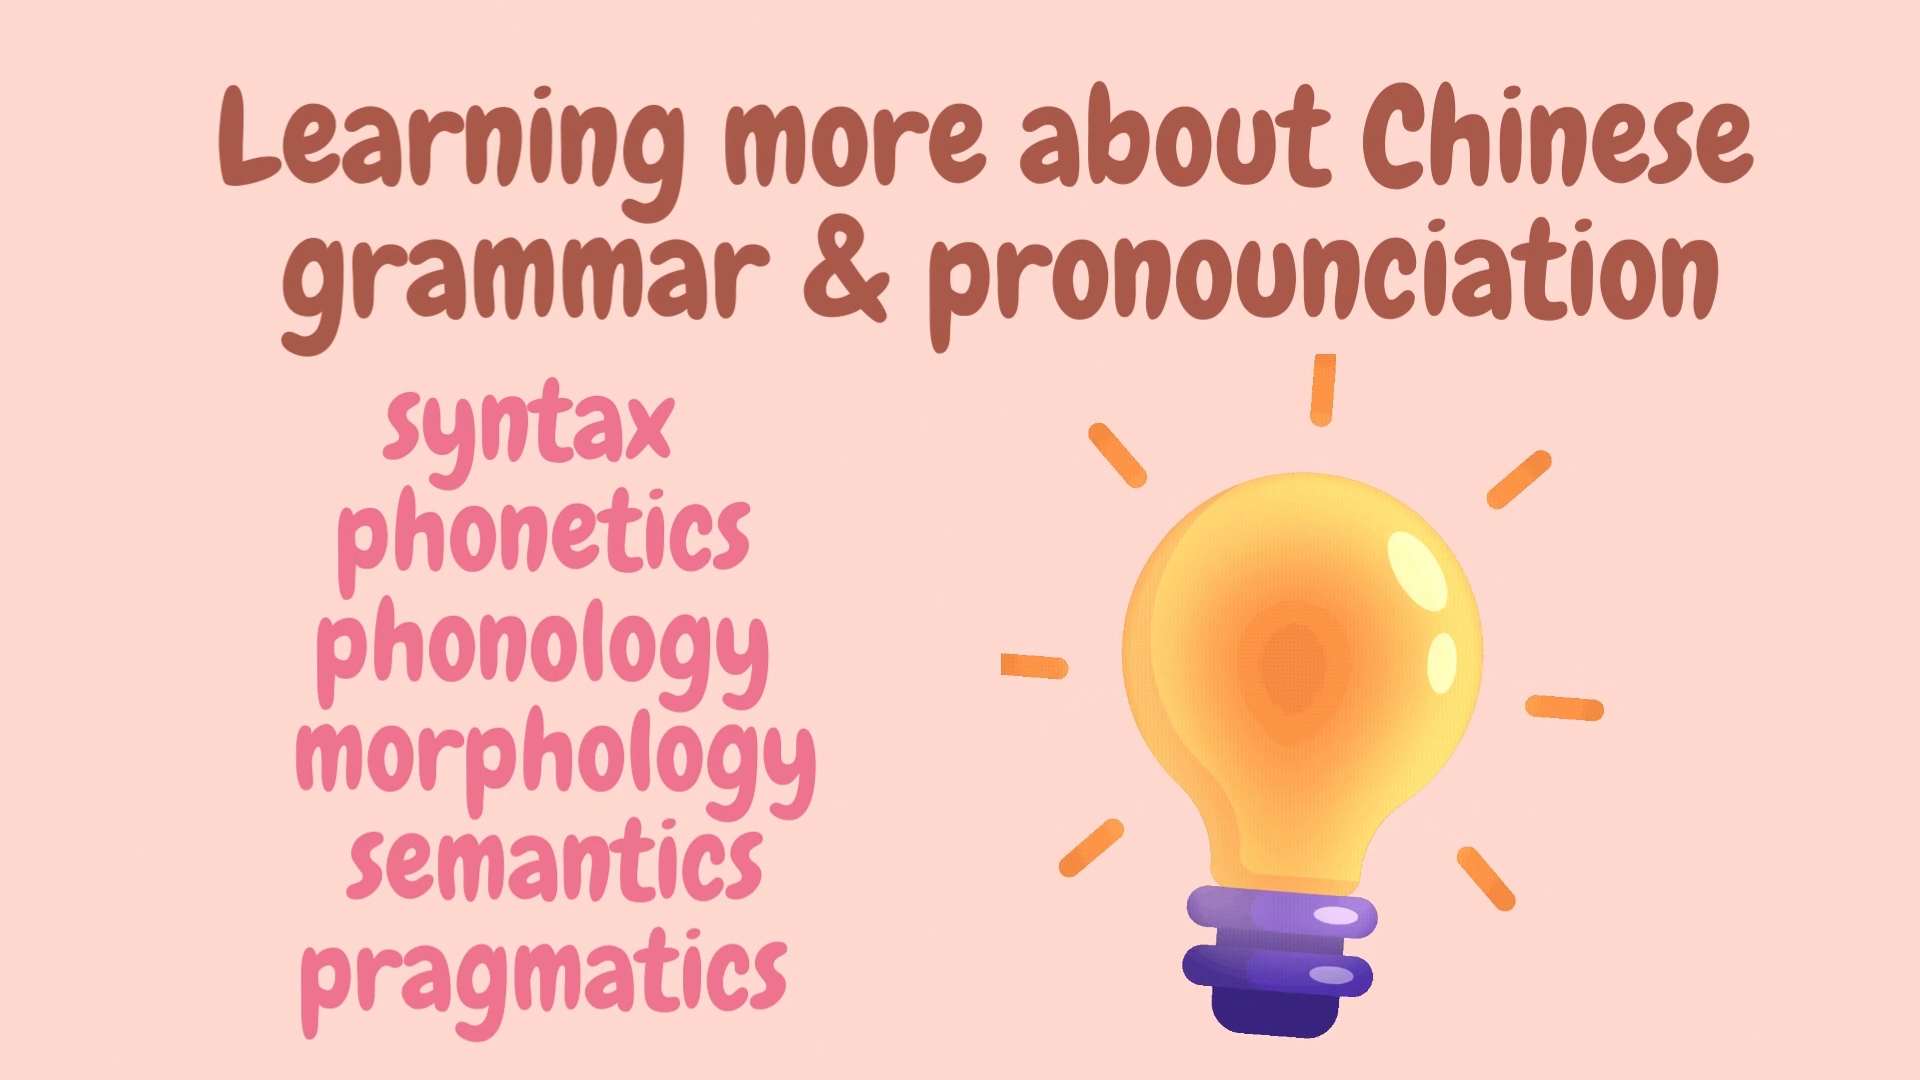 Learning more about Chinese
grammar & pronounciation
syntax
phonetics
phonology
morphology
semantics
pragmatics